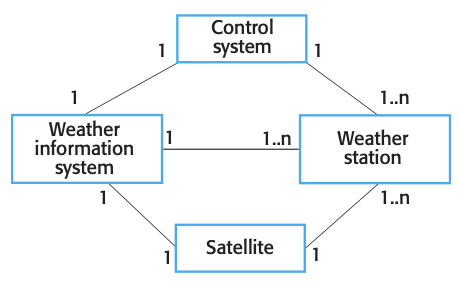 Control
system
1
1
1
1..n
Weather
information
system
1
1..n
Weather
station
1
1..n
Satellite
1
1